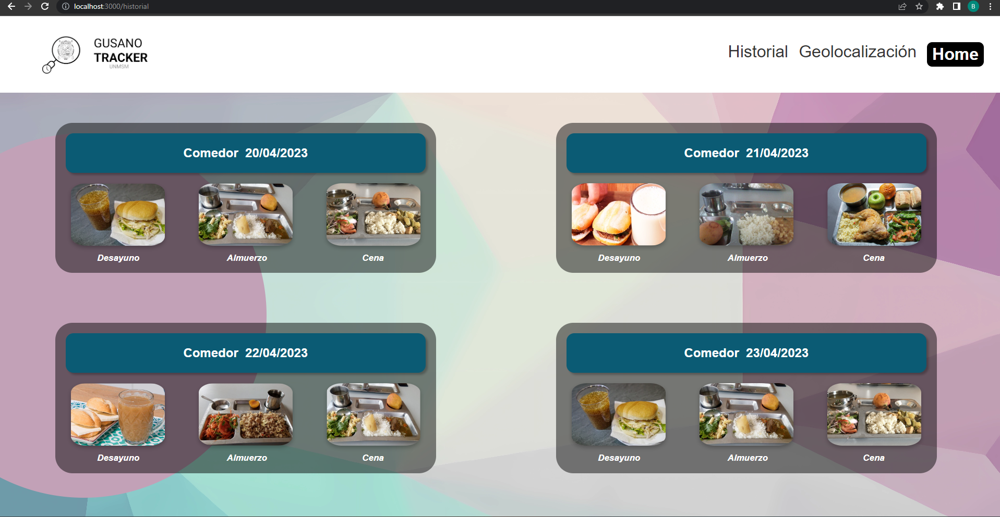 localhost:3000/historial
B
GUSANO
TRACKER
UNMSM
Historial Geolocalización Home
Comedor 20/04/2023
Desayuno Almuerzo Cena
Comedor 21/04/2023
Desayuno Almuerzo Cena
Comedor 22/04/2023
Desayuno Almuerzo Cena
Comedor 23/04/2023
Desayuno Almuerzo Cena